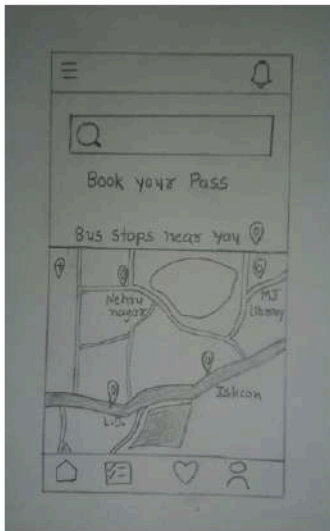 Book your Pass
Bus stops near you
Nehru
nagar
MJ
Library
Iskcon
L.D.